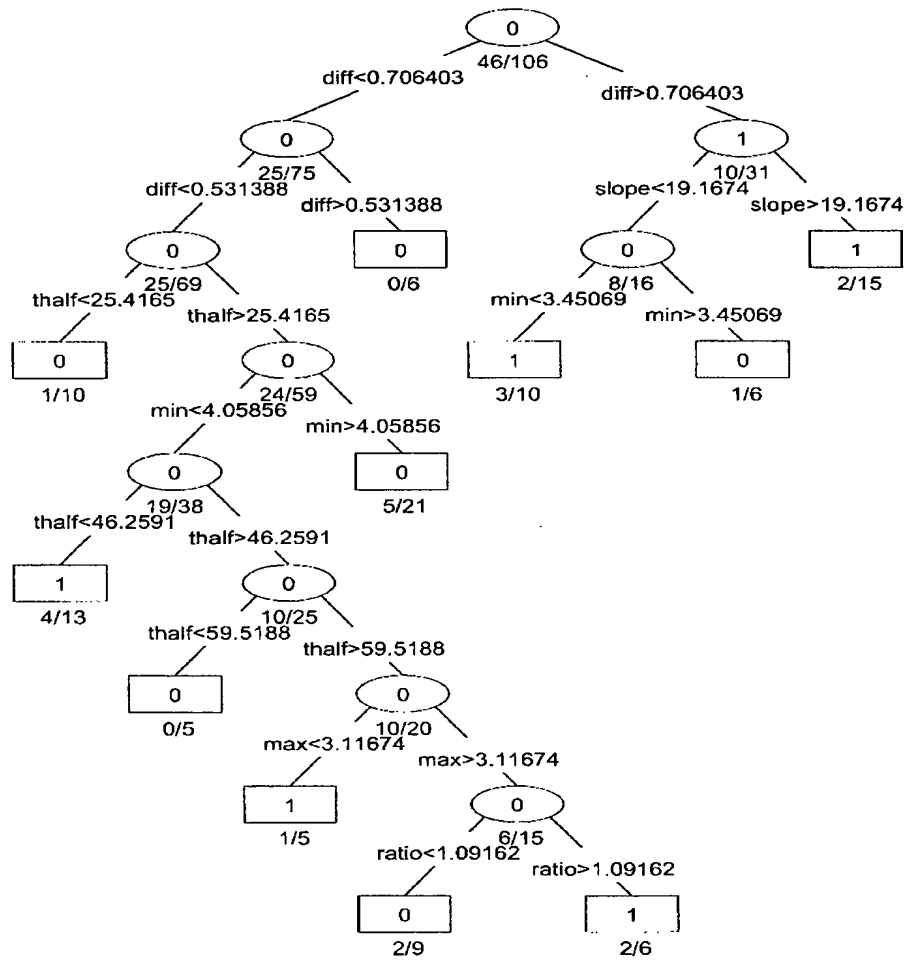 0
46/106
diff<0.706403
diff>0.706403
0
1
25/75
10/31
diff<0.531388
diff>0.531388
slope<19.1674
slope>19.1674
0
0
0
1
25/69
0/6
8/16
2/15
thalf<25.4165
thalf>25.4165
min<3.45069
min>3.45069
0
0
1
0
1/10
24/59
3/10
1/6
min<4.05856
min>4.05856
0
0
19/38
5/21
thalf<46.2591
thalf>46.2591
1
0
4/13
10/25
thalf<59.5188
thalf>59.5188
0
0
0/5
10/20
max<3.11674
max>3.11674
1
0
1/5
6/15
ratio<1.09162
ratio>1.09162
0
1
2/9
2/6